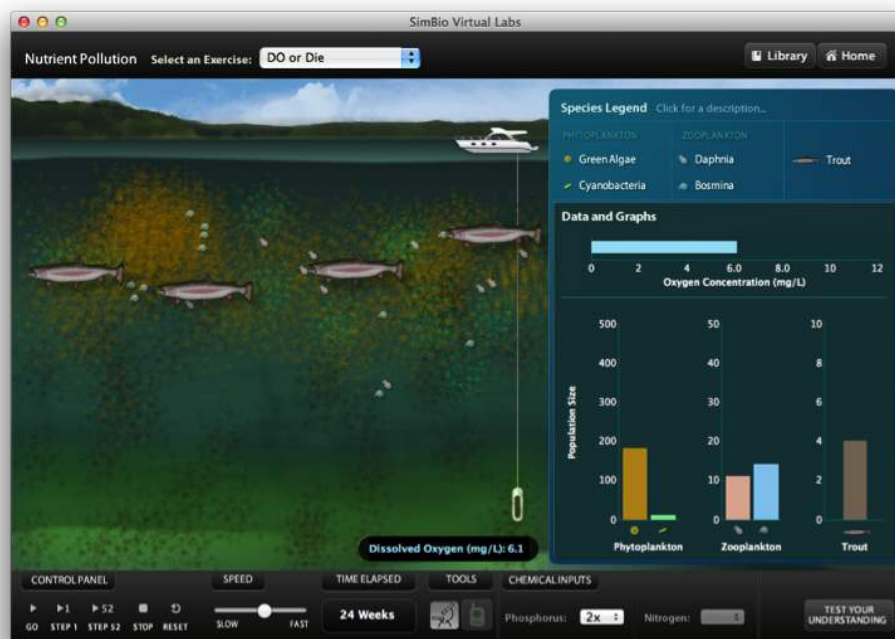 SimBio Virtual Labs
Nutrient Pollution Select an Exercise: DO or Die Library Home
Species Legend Click for a description...
PHYTOPLANKTON ZOOPLANKTON
Green Algae Daphnia Trout
Cyanobacteria Bosmina
Data and Graphs
0 2 4 6.0 8.0 10 12
Oxygen Concentration (mg/L)
500 50 10
400 40 8
300 30 6
200 20 4
100 10 2
0 0 0
Population Size
Phytoplankton Zooplankton Trout
Dissolved Oxygen (mg/L): 6.1
CONTROL PANEL SPEED TIME ELAPSED TOOLS CHEMICAL INPUTS
1 52 24 Weeks Phosphorus: 2x Nitrogen: TEST YOUR
GO STEP 1 STEP 52 STOP RESET SLOW FAST UNDERSTANDING